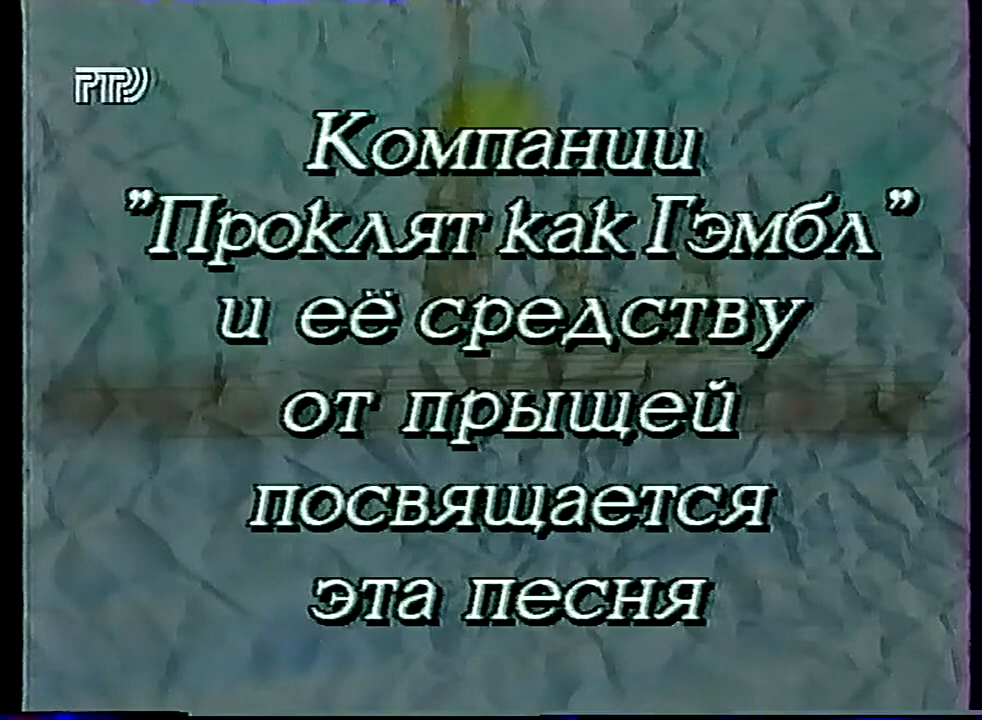 РТР
Компании
"Проклят как Гэмбл"
и её средству
от прыщей
посвящается
эта песня